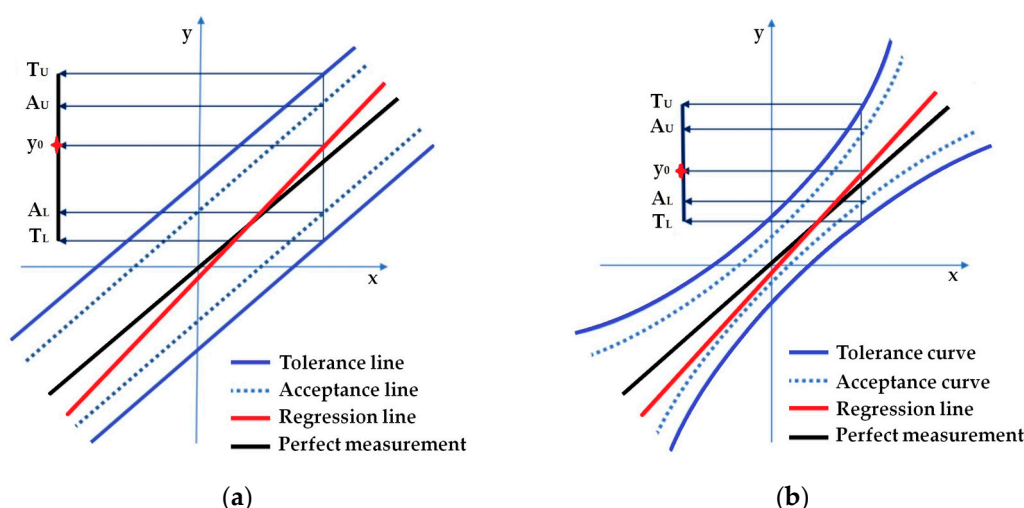 (a)
y
TU
AU
y0
AL
TL
x
Tolerance line
Acceptance line
Regression line
Perfect measurement
(b)
y
TU
AU
y0
AL
TL
x
Tolerance curve
Acceptance curve
Regression line
Perfect measurement